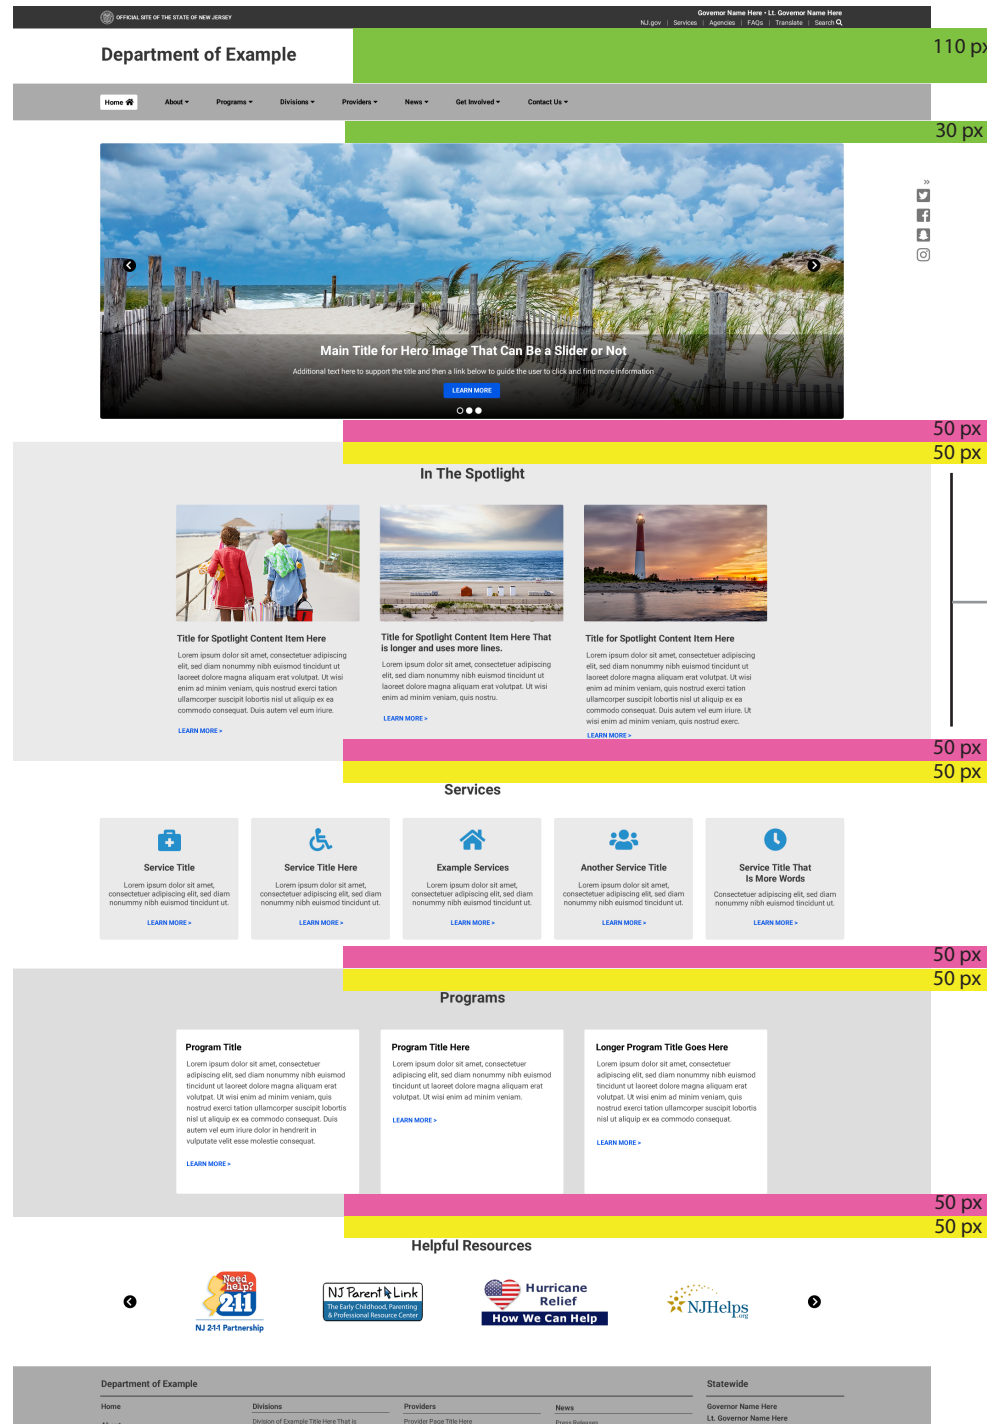 OFFICIAL SITE OF THE STATE OF NEW JERSEY
Governor Name Here • Lt. Governor Name Here
NJ.gov | Services | Agencies | FAQs | Translate | Search
Department of Example
110 px
Home About Programs Divisions Providers News Get Involved Contact Us
30 px
»
Main Title for Hero Image That Can Be a Slider or Not
Additional text here to support the title and then a link below to guide the user to click and find more information
LEARN MORE
50 px
50 px
In The Spotlight
Title for Spotlight Content Item Here
Lorem ipsum dolor sit amet, consectetuer adipiscing
elit, sed diam nonummy nibh euismod tincidunt ut
laoreet dolore magna aliquam erat volutpat. Ut wisi
enim ad minim veniam, quis nostrud exerci tation
ullamcorper suscipit lobortis nisl ut aliquip ex ea
commodo consequat. Duis autem vel eum iriure.
LEARN MORE >
Title for Spotlight Content Item Here That
is longer and uses more lines.
Lorem ipsum dolor sit amet, consectetuer adipiscing
elit, sed diam nonummy nibh euismod tincidunt ut
laoreet dolore magna aliquam erat volutpat. Ut wisi
enim ad minim veniam, quis nostru.
LEARN MORE >
Title for Spotlight Content Item Here
Lorem ipsum dolor sit amet, consectetuer adipiscing
elit, sed diam nonummy nibh euismod tincidunt ut
laoreet dolore magna aliquam erat volutpat. Ut wisi
enim ad minim veniam, quis nostrud exerci tation
ullamcorper suscipit lobortis nisl ut aliquip ex ea
commodo consequat. Duis autem vel eum iriure. Ut
wisi enim ad minim veniam, quis nostrud exerc.
LEARN MORE >
50 px
50 px
Services
Service Title
Lorem ipsum dolor sit amet,
consectetuer adipiscing elit, sed diam
nonummy nibh euismod tincidunt ut.
LEARN MORE >
Service Title Here
Lorem ipsum dolor sit amet,
consectetuer adipiscing elit, sed diam
nonummy nibh euismod tincidunt ut.
LEARN MORE >
Example Services
Lorem ipsum dolor sit amet,
consectetuer adipiscing elit, sed diam
nonummy nibh euismod tincidunt ut.
LEARN MORE >
Another Service Title
Lorem ipsum dolor sit amet,
consectetuer adipiscing elit, sed diam
nonummy nibh euismod tincidunt ut.
LEARN MORE >
Service Title That
Is More Words
Consectetuer adipiscing elit, sed diam
nonummy nibh euismod tincidunt ut.
LEARN MORE >
50 px
50 px
Programs
Program Title
Lorem ipsum dolor sit amet, consectetuer
adipiscing elit, sed diam nonummy nibh euismod
tincidunt ut laoreet dolore magna aliquam erat
volutpat. Ut wisi enim ad minim veniam, quis
nostrud exerci tation ullamcorper suscipit lobortis
nisl ut aliquip ex ea commodo consequat. Duis
autem vel eum iriure dolor in hendrerit in
vulputate velit esse molestie consequat.
LEARN MORE >
Program Title Here
Lorem ipsum dolor sit amet, consectetuer
adipiscing elit, sed diam nonummy nibh euismod
tincidunt ut laoreet dolore magna aliquam erat
volutpat. Ut wisi enim ad minim veniam.
LEARN MORE >
Longer Program Title Goes Here
Lorem ipsum dolor sit amet, consectetuer
adipiscing elit, sed diam nonummy nibh euismod
tincidunt ut laoreet dolore magna aliquam erat
volutpat. Ut wisi enim ad minim veniam, quis
nostrud exerci tation ullamcorper suscipit lobortis
nisl ut aliquip ex ea commodo consequat.
LEARN MORE >
50 px
50 px
Helpful Resources
Need
help?
211
NJ 2-1-1 Partnership
NJ Parent Link
The Early Childhood, Parenting
& Professional Resource Center
Hurricane
Relief
How We Can Help
NJHelps.org
Department of Example
Statewide
Home
Divisions
Providers
News
Governor Name Here
Lt. Governor Name Here
About
Division of Example Title Here That is
Provider Page Title Here
Press Releases